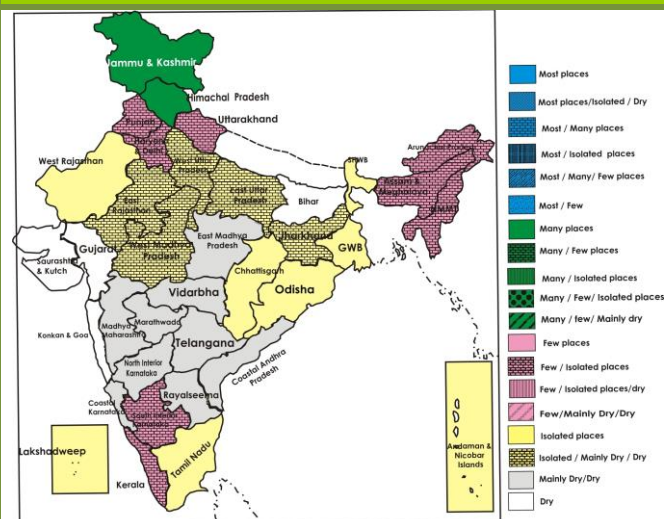 Jammu & Kashmir
Himachal Pradesh
Uttarakhand
West Rajasthan
West Uttar
Pradesh
East Uttar
Pradesh
SHWB
Arunachal Pradesh
Assam &
Meghalaya
NMMT
Bihar
East
Rajasthan
East Madhya
Pradesh
West Madhya
Pradesh
Jharkhand
GWB
Gujarat
Saurashtra
& Kutch
Chhattisgarh
Odisha
Vidarbha
Konkan & Goa
Madhya
Maharashtra
Marathwada
Telangana
North Interior
Karnataka
Coastal Andhra
Pradesh
Coastal
Karnataka
Rayalseema
South Interior
Karnataka
Lakshadweep
Kerala
Tamil Nadu
Andaman &
Nicobar
Islands
Most places
Most places/Isolated / Dry
Most / Many places
Most / Isolated places
Most / Many/ Few places
Most / Few
Many places
Many / Few places
Many / Isolated places
Many / Few/ Isolated places
Many / few/ Mainly dry
Few places
Few / Isolated places
Few / Isolated places/dry
Few/Mainly Dry/Dry
Isolated places
Isolated / Mainly Dry / Dry
Mainly Dry/Dry
Dry